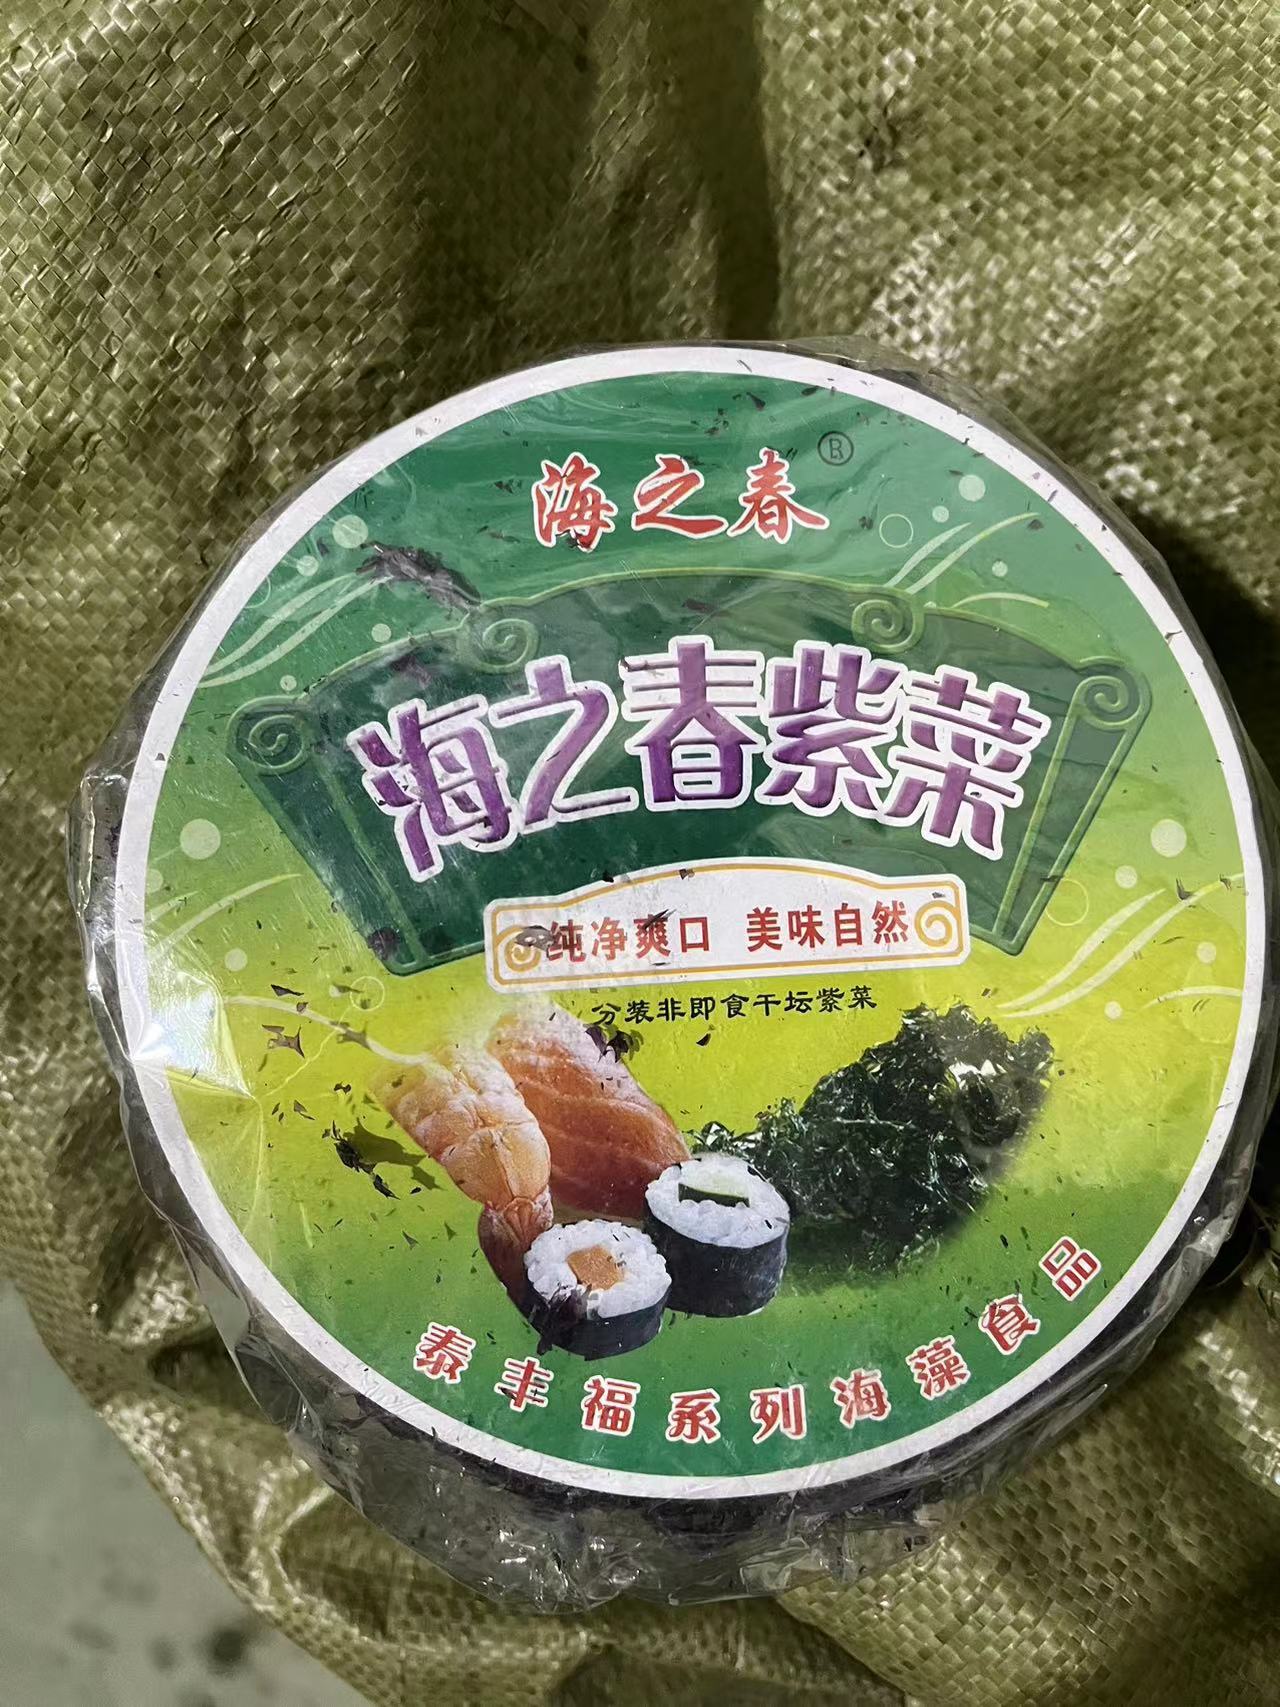 海之春®
海之春紫菜
纯净爽口 美味自然
分装非即食干坛紫菜
泰丰福系列海藻食品